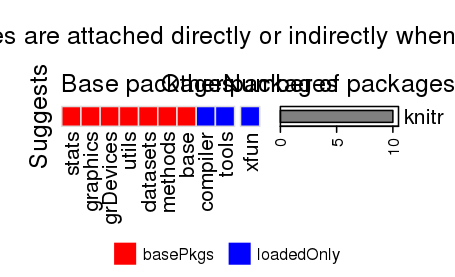 es are attached directly or indirectly when
Base packages
Other packages
Number of packages
Suggests
knitr
stats
graphics
grDevices
utils
datasets
methods
base
compiler
tools
xfun
0
5
10
basePkgs
loadedOnly